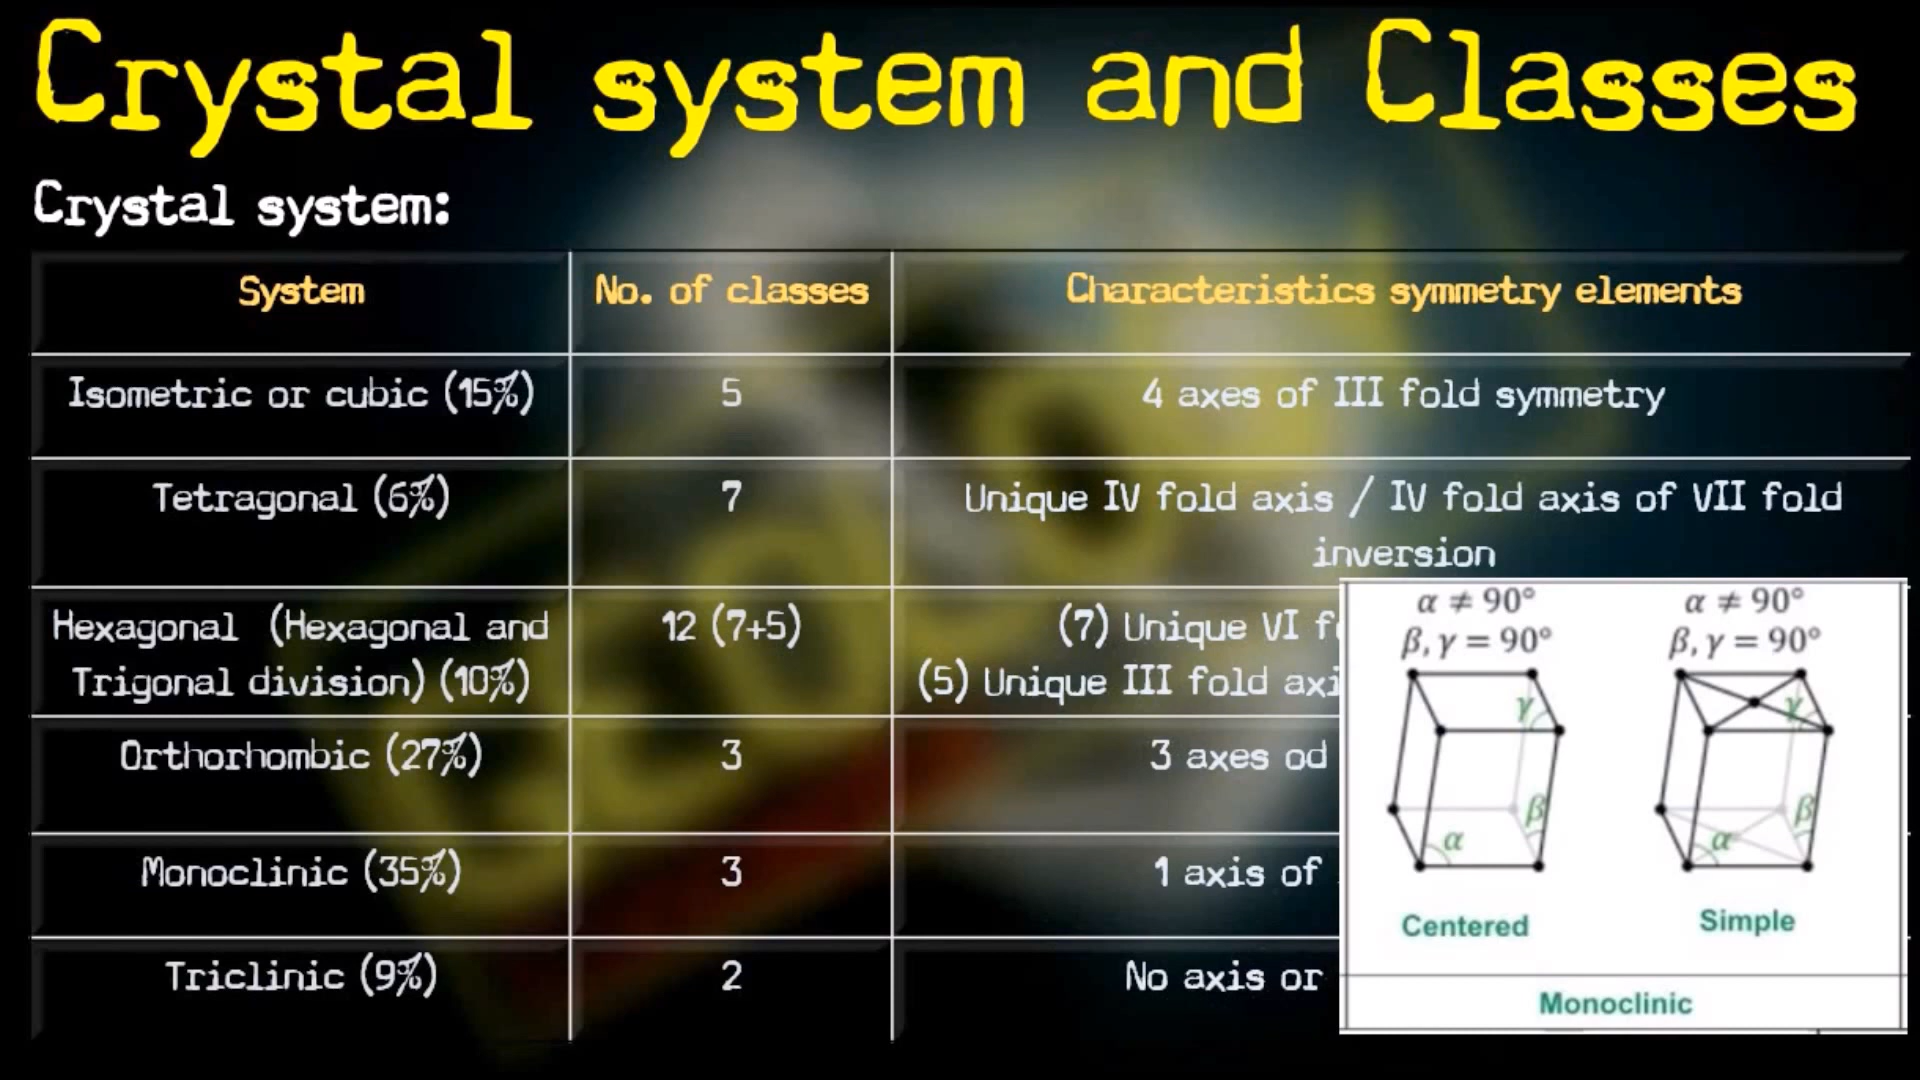 Crystal system and Classes
Crystal system:
System No. of classes Characteristics symmetry elements
Isometric or cubic (15%) 5 4 axes of III fold symmetry
Tetragonal (6%) 7 Unique IV fold axis / IV fold axis of VII fold
inversion
Hexagonal (Hexagonal and 12 (7+5) (7) Unique VI
Trigonal division) (10%) (5) Unique III fold
Orthorhombic (27%) 3 3 axes od
Monoclinic (35%) 3 1 axis of
Triclinic (9%) 2 No axis or
α ≠ 90° α ≠ 90°
β, γ = 90° β, γ = 90°
γ γ
β β
α α
Centered Simple
Monoclinic